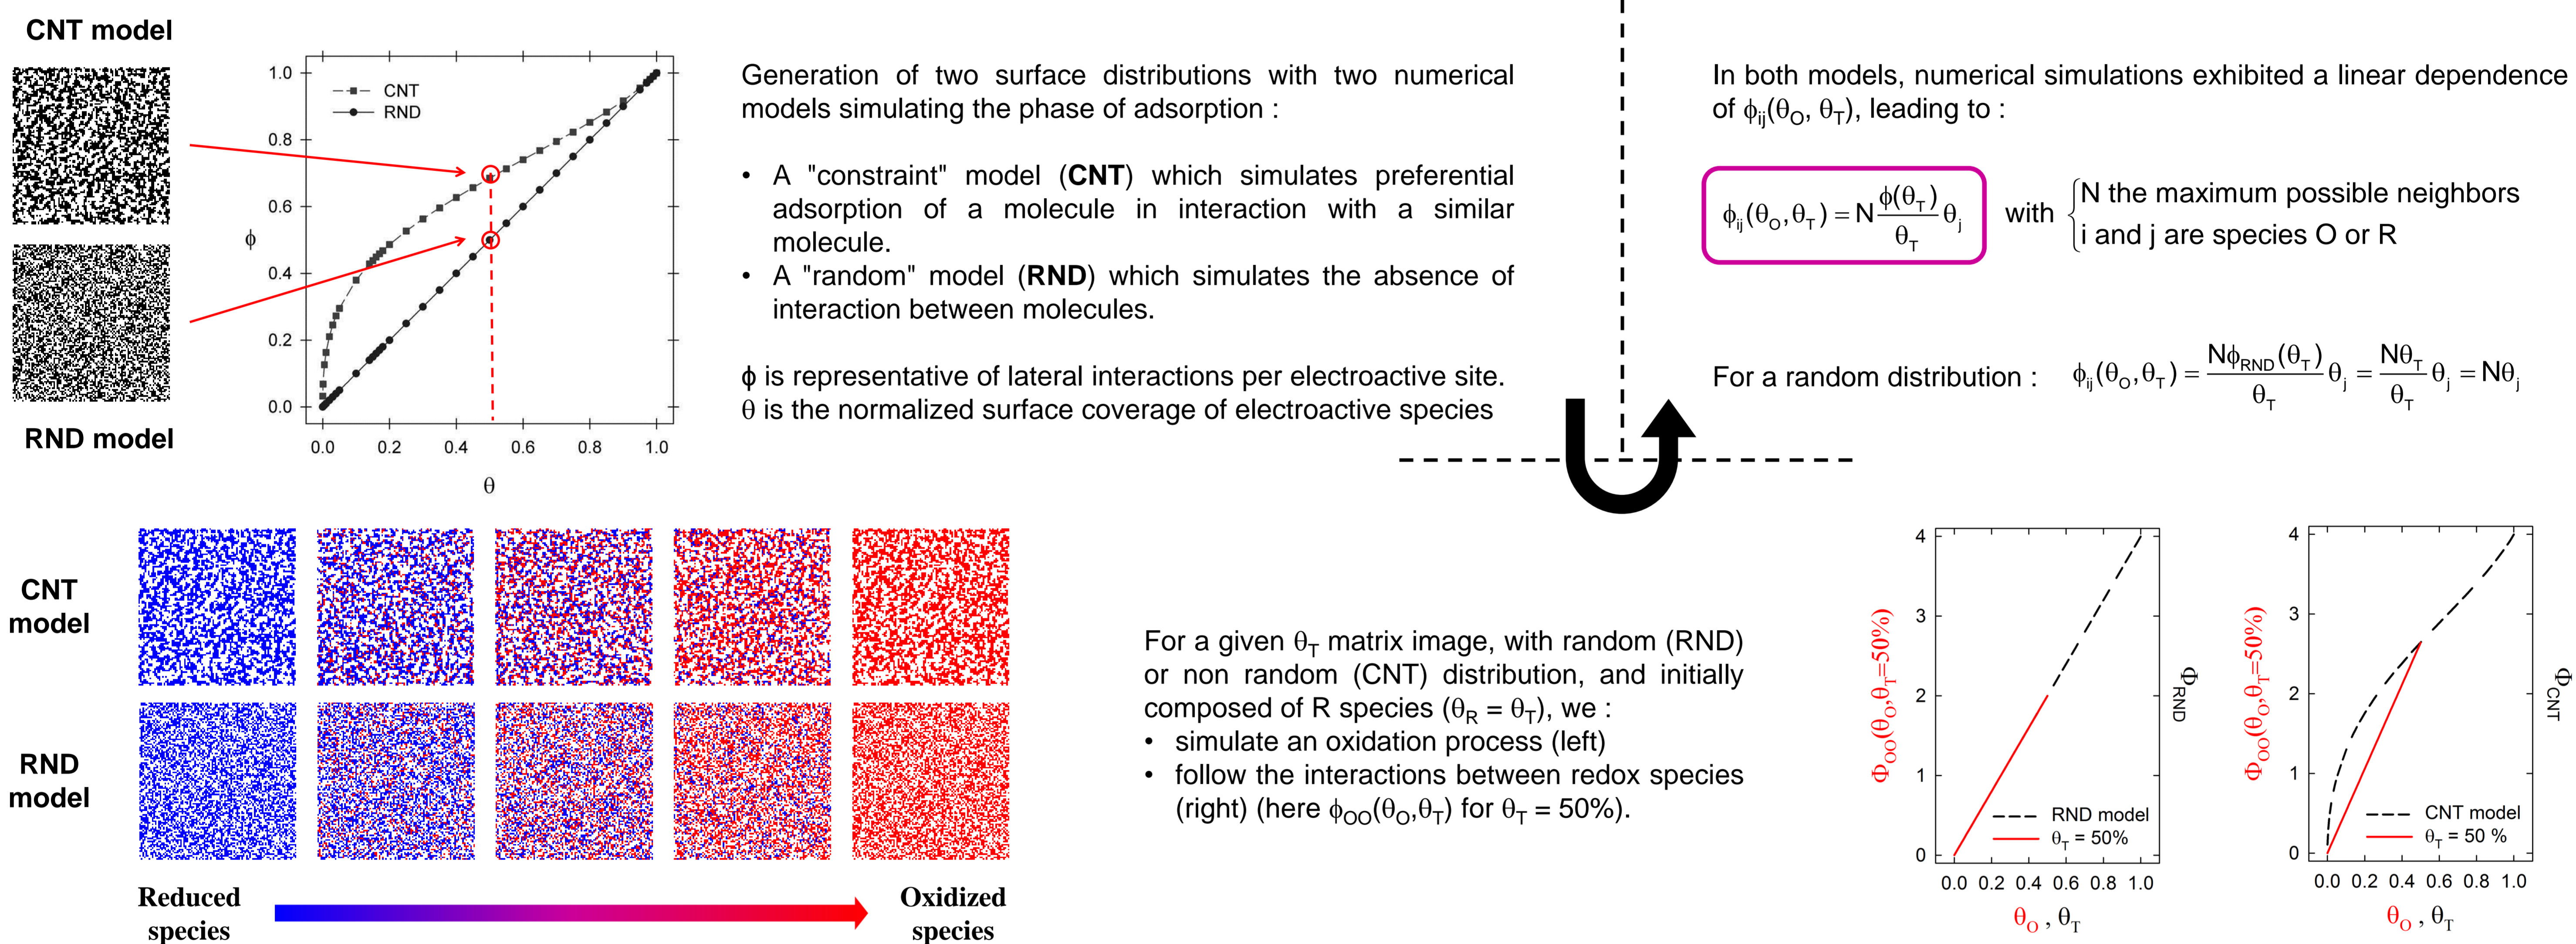 CNT model
RND model
1.0
0.8
0.6
0.4
0.2
0.0
ϕ
CNT
RND
0.0 0.2 0.4 0.6 0.8 1.0
θ
Generation of two surface distributions with two numerical
models simulating the phase of adsorption :
• A "constraint" model (CNT) which simulates preferential
adsorption of a molecule in interaction with a similar
molecule.
• A "random" model (RND) which simulates the absence of
interaction between molecules.
ϕ is representative of lateral interactions per electroactive site.
θ is the normalized surface coverage of electroactive species
In both models, numerical simulations exhibited a linear dependence
of ϕij(θO, θT), leading to :
ϕij(θO,θT) = N ϕ(θT)/θT θj with { N the maximum possible neighbors
i and j are species O or R
For a random distribution : ϕij(θO,θT) = NϕRND(θT)/θT θj = NθT/θT θj = Nθj
CNT
model
RND
model
Reduced
species
Oxidized
species
For a given θT matrix image, with random (RND)
or non random (CNT) distribution, and initially
composed of R species (θR = θT), we :
• simulate an oxidation process (left)
• follow the interactions between redox species
(right) (here ϕOO(θO,θT) for θT = 50%).
ΦOO(θO,θT=50%)
4
3
2
1
0
RND model
θT = 50%
ΦRND
0.0 0.2 0.4 0.6 0.8 1.0
θO , θT
ΦOO(θO,θT=50%)
4
3
2
1
0
CNT model
θT = 50 %
ΦCNT
0.0 0.2 0.4 0.6 0.8 1.0
θO , θT